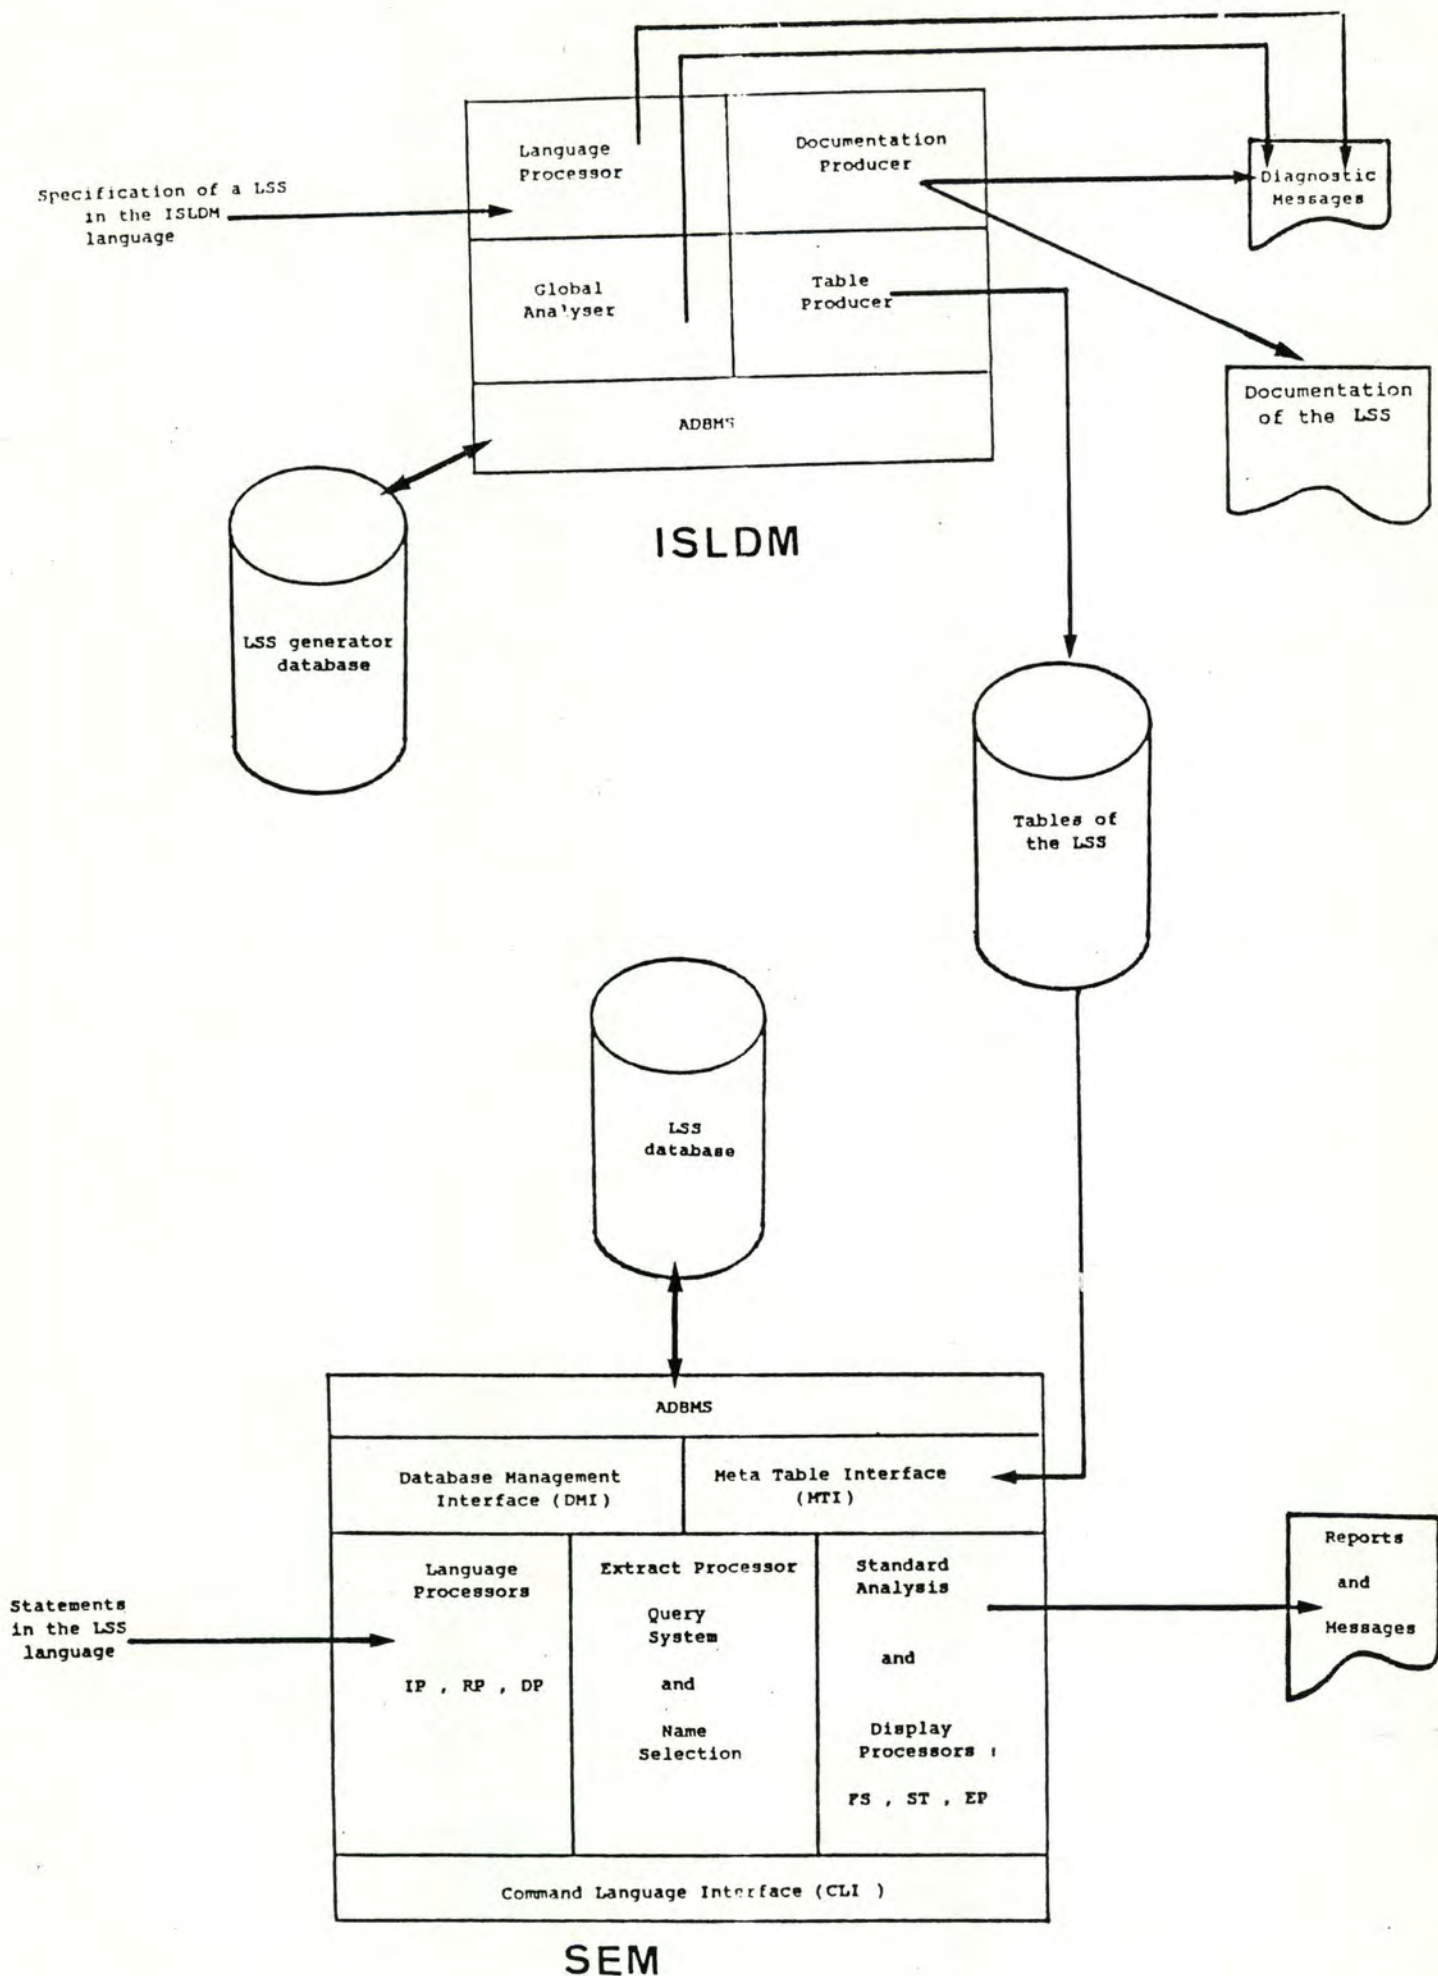 Language
Processor
Documentation
Producer
Diagnostic
Messages
Specification of a LSS
in the ISLDM
language
Global
Analyser
Table
Producer
Documentation
of the LSS
ADBMS
ISLDM
LSS generator
database
Tables of
the LSS
LSS
database
ADBMS
Database Management
Interface (DMI)
Meta Table Interface
(MTI)
Language
Processors
IP , RP , DP
Extract Processor
Query
System
and
Name
Selection
Standard
Analysis
and
Display
Processors :
FS , ST , EP
Reports
and
Messages
Statements
in the LSS
language
Command Language Interface (CLI )
SEM